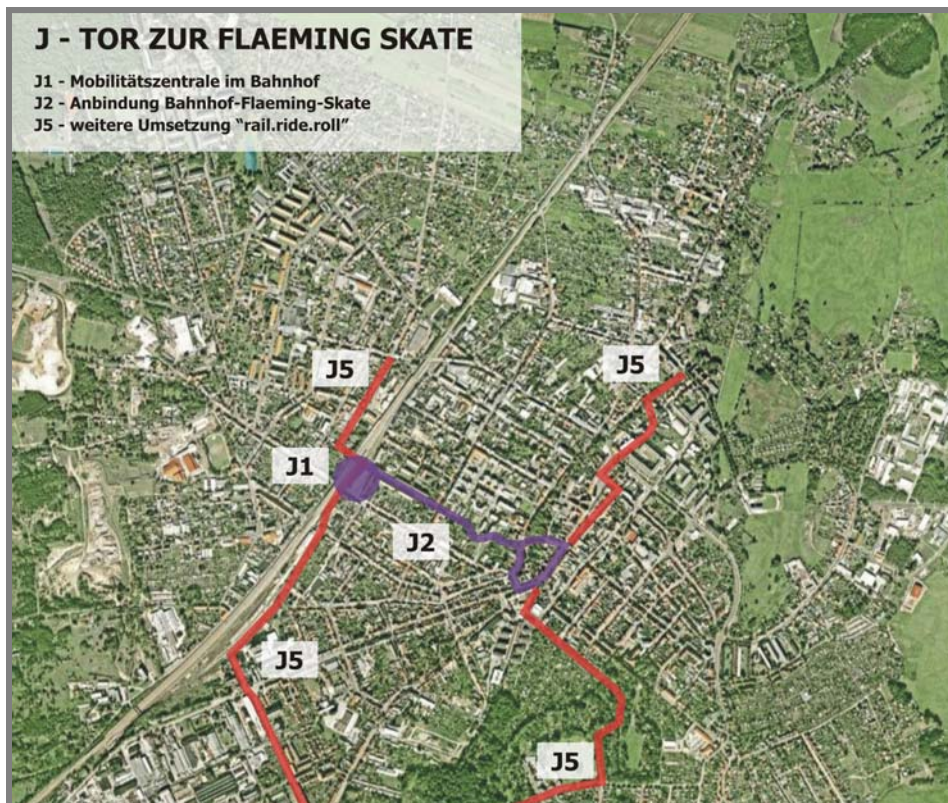 J - TOR ZUR FLAEMING SKATE
J1 - Mobilitätszentrale im Bahnhof
J2 - Anbindung Bahnhof-Flaeming-Skate
J5 - weitere Umsetzung "rail.ride.roll"
J5
J5
J1
J2
J5
J5